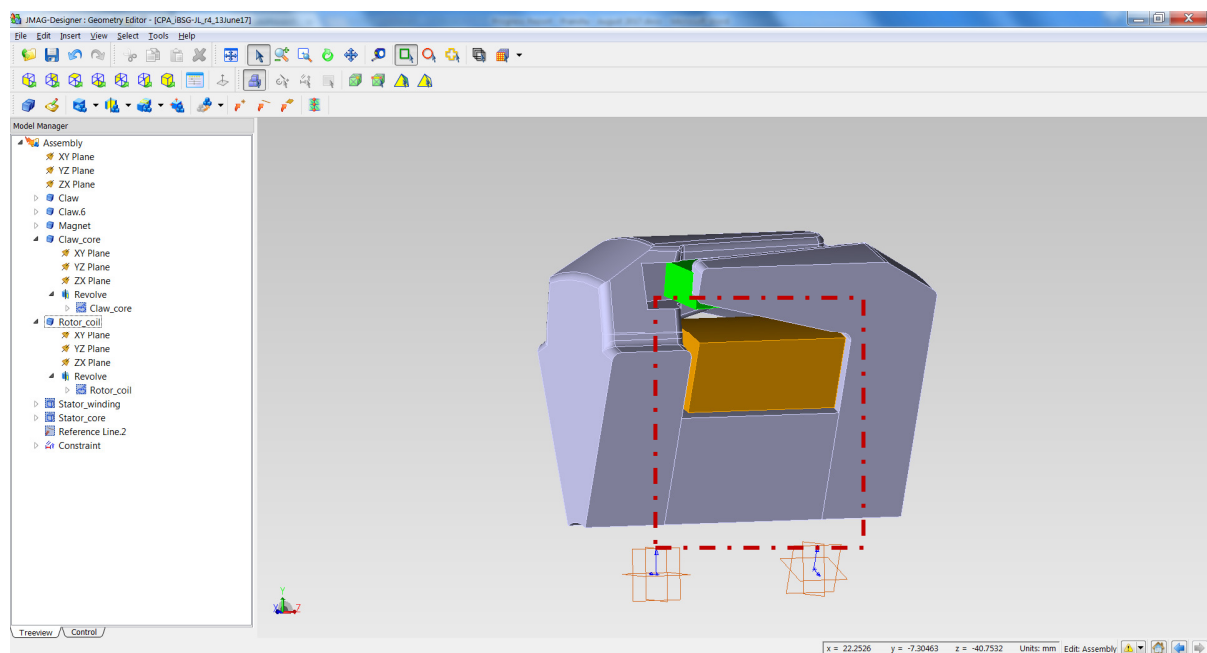 JMAG-Designer : Geometry Editor - [CPA_iBSG-JL_r4_13June17]
File Edit Insert View Select Tools Help
Model Manager
Assembly
XY Plane
YZ Plane
ZX Plane
Claw
Claw.6
Magnet
Claw_core
XY Plane
YZ Plane
ZX Plane
Revolve
Claw_core
Rotor_coil
XY Plane
YZ Plane
ZX Plane
Revolve
Rotor_coil
Stator_winding
Stator_core
Reference Line.2
Constraint
Y
X Z
Treeview Control
x = 22.2526 y = -7.30463 z = -40.7532 Units: mm Edit: Assembly